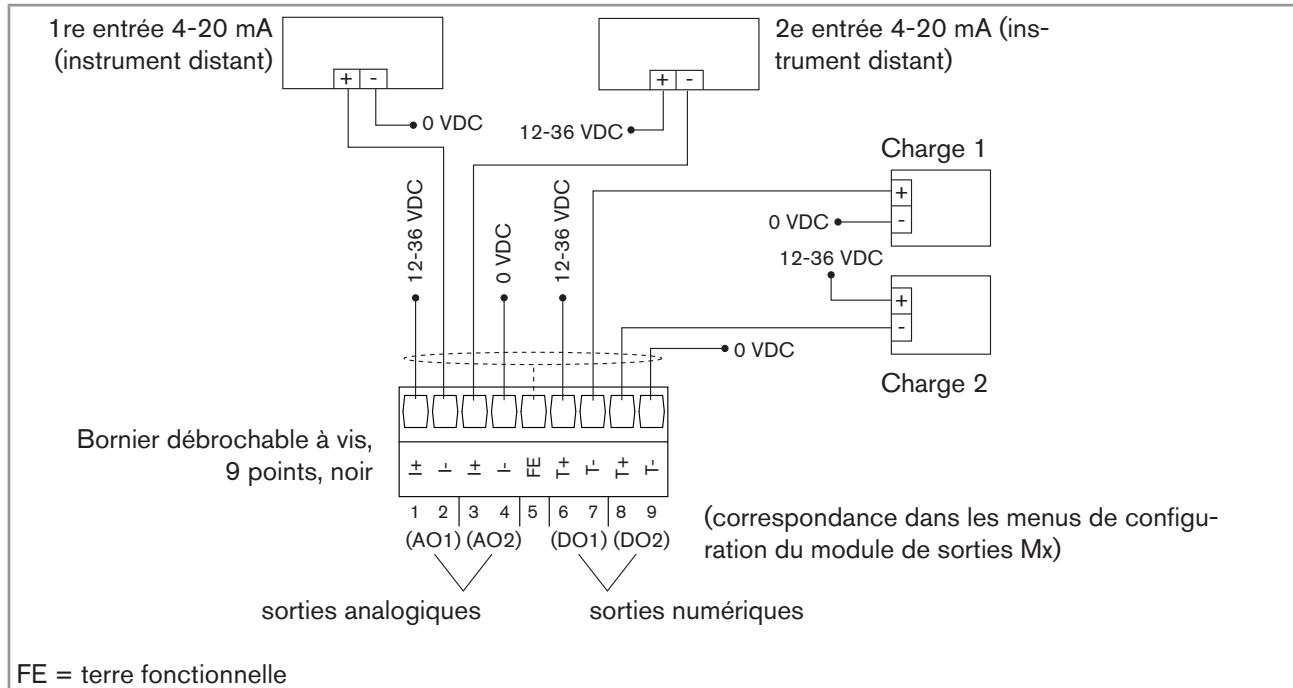 1re entrée 4-20 mA
(instrument distant)
2e entrée 4-20 mA (ins-
trument distant)
+ -
+ -
0 VDC
12-36 VDC
Charge 1
+
-
0 VDC
12-36 VDC
+
-
Charge 2
12-36 VDC
0 VDC
12-36 VDC
0 VDC
Bornier débrochable à vis,
9 points, noir
I+ I- I+ I- FE T+ T- T+ T-
1 2 3 4 5 6 7 8 9
(AO1) (AO2) (DO1) (DO2)
(correspondance dans les menus de configu-
ration du module de sorties Mx)
sorties analogiques
sorties numériques
FE = terre fonctionnelle